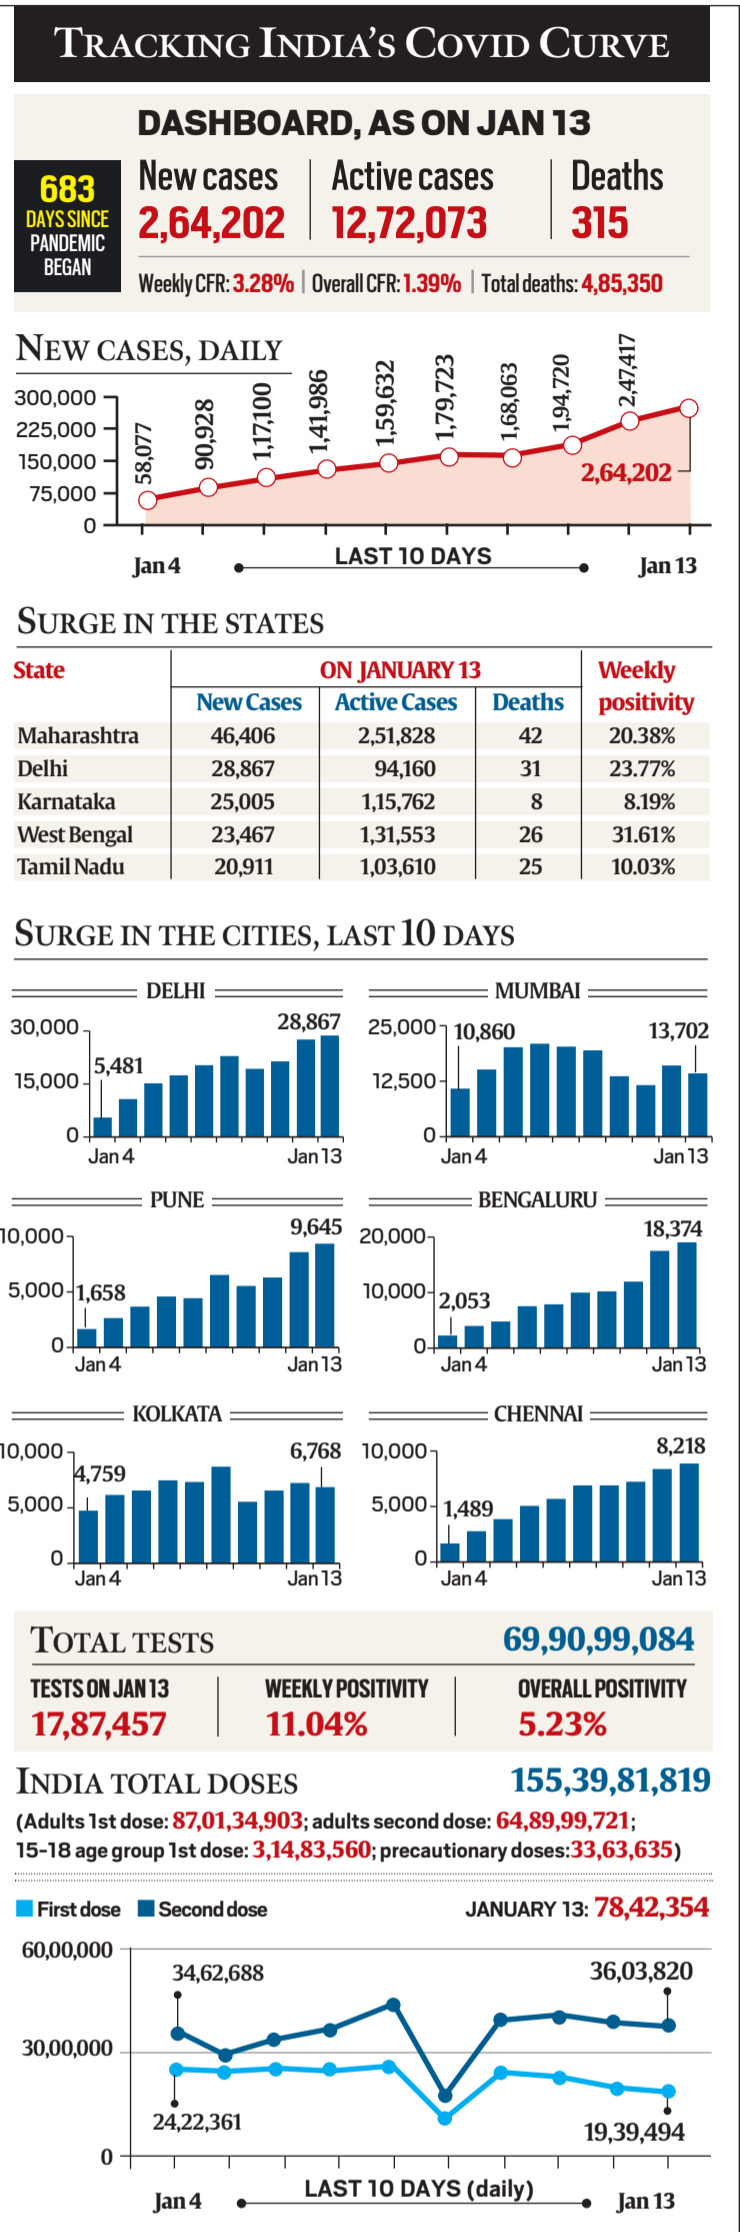 TRACKING INDIA'S COVID CURVE
DASHBOARD, AS ON JAN 13
683
DAYS SINCE
PANDEMIC
BEGAN
New cases
2,64,202
Active cases
12,72,073
Deaths
315
Weekly CFR: 3.28% | Overall CFR: 1.39% | Total deaths: 4,85,350
NEW CASES, DAILY
300,000
225,000
150,000
75,000
0
58,077
90,928
1,17,100
1,41,986
1,59,632
1,79,723
1,68,063
1,94,720
2,47,417
2,64,202
Jan 4
LAST 10 DAYS
Jan 13
SURGE IN THE STATES
State ON JANUARY 13 Weekly
New Cases Active Cases Deaths positivity
Maharashtra 46,406 2,51,828 42 20.38%
Delhi 28,867 94,160 31 23.77%
Karnataka 25,005 1,15,762 8 8.19%
West Bengal 23,467 1,31,553 26 31.61%
Tamil Nadu 20,911 1,03,610 25 10.03%
SURGE IN THE CITIES, LAST 10 DAYS
DELHI
30,000
15,000
0
5,481
28,867
Jan 4
Jan 13
MUMBAI
25,000
12,500
0
10,860
13,702
Jan 4
Jan 13
PUNE
10,000
5,000
0
1,658
9,645
Jan 4
Jan 13
BENGALURU
20,000
10,000
0
2,053
18,374
Jan 4
Jan 13
KOLKATA
10,000
5,000
0
4,759
6,768
Jan 4
Jan 13
CHENNAI
10,000
5,000
0
1,489
8,218
Jan 4
Jan 13
TOTAL TESTS 69,90,99,084
TESTS ON JAN 13
17,87,457
WEEKLY POSITIVITY
11.04%
OVERALL POSITIVITY
5.23%
INDIA TOTAL DOSES 155,39,81,819
(Adults 1st dose: 87,01,34,903; adults second dose: 64,89,99,721;
15-18 age group 1st dose: 3,14,83,560; precautionary doses:33,63,635)
First dose Second dose JANUARY 13: 78,42,354
60,00,000
30,00,000
0
34,62,688
36,03,820
24,22,361
19,39,494
Jan 4
LAST 10 DAYS (daily)
Jan 13